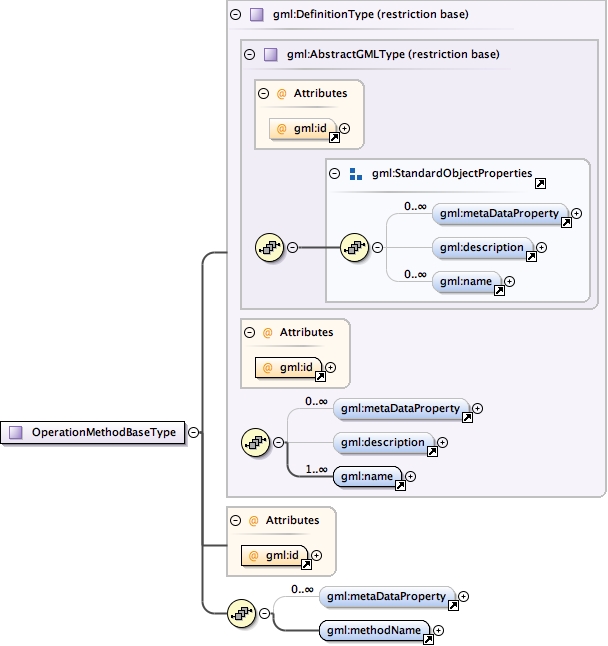 gml:DefinitionType (restriction base)
gml:AbstractGMLType (restriction base)
@ Attributes
@ gml:id
gml:StandardObjectProperties
0..∞
gml:metaDataProperty
gml:description
0..∞
gml:name
@ Attributes
@ gml:id
0..∞
gml:metaDataProperty
gml:description
1..∞
gml:name
OperationMethodBaseType
@ Attributes
@ gml:id
0..∞
gml:metaDataProperty
gml:methodName